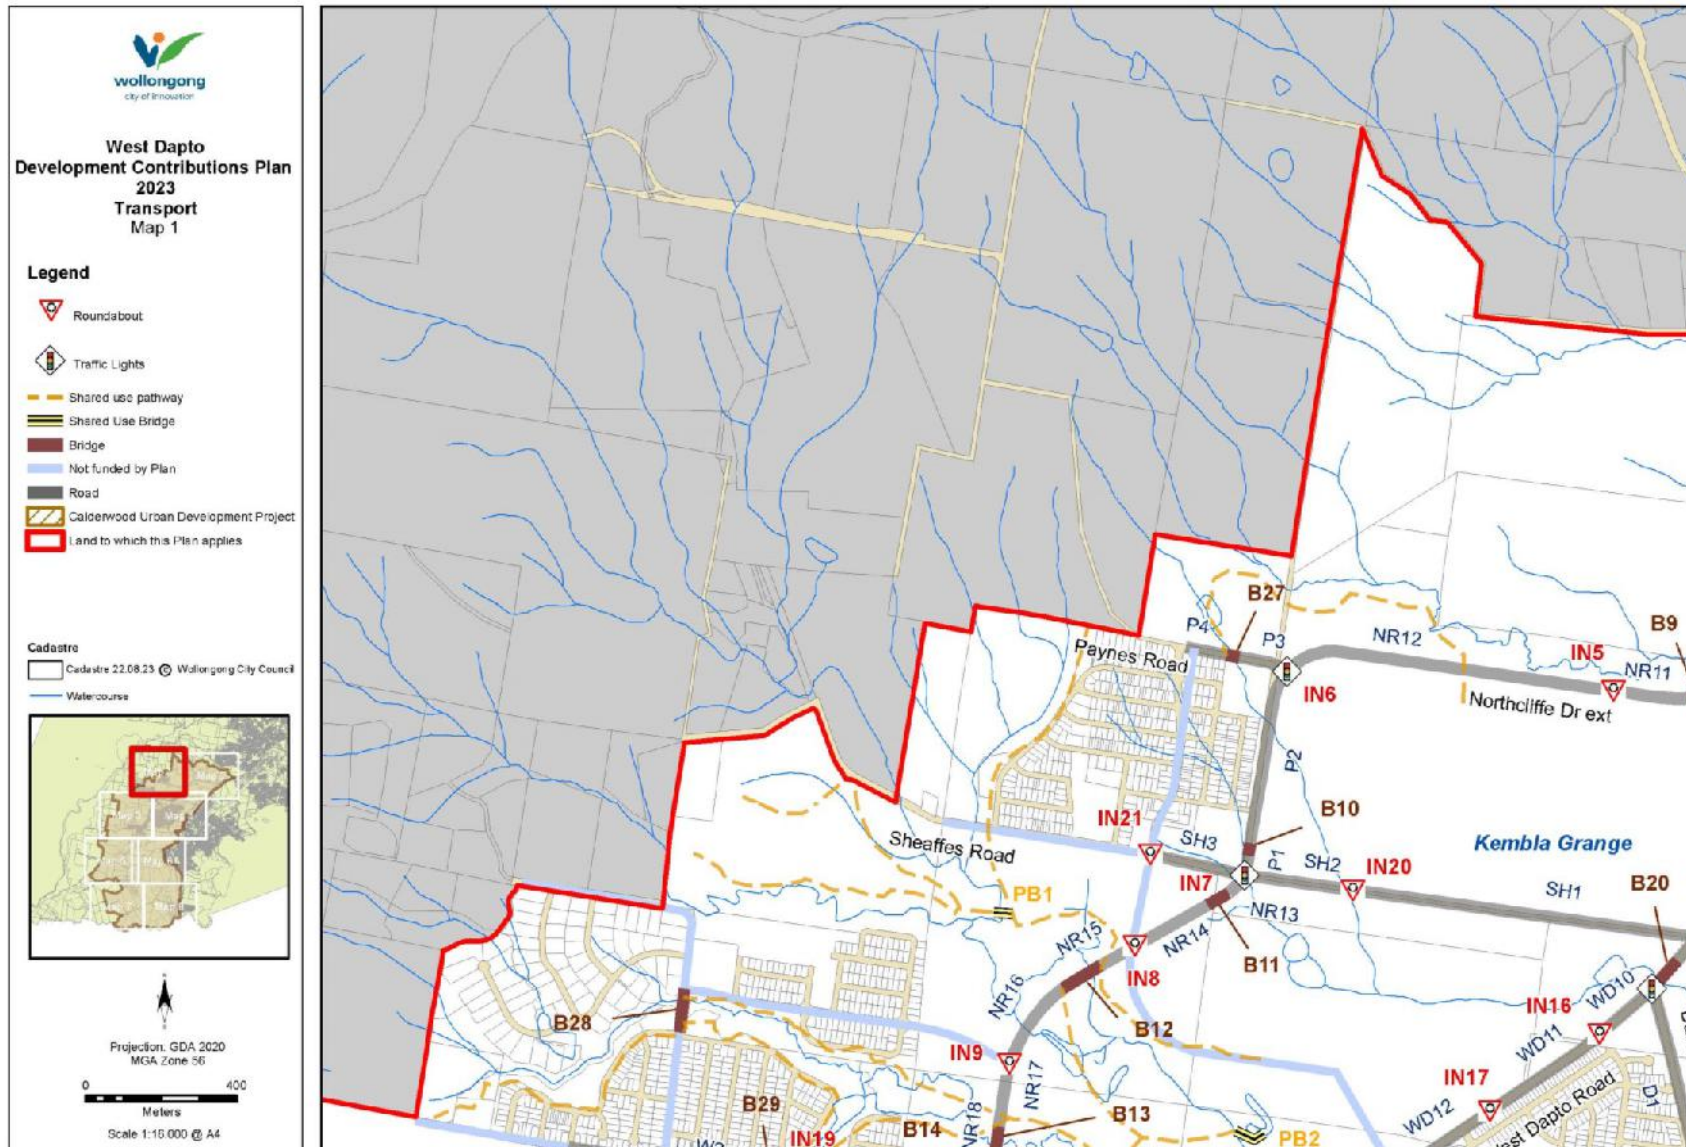 wollongong
city of innovation
West Dapto
Development Contributions Plan
2023
Transport
Map 1
Legend
Roundabout
Traffic Lights
Shared use pathway
Shared Use Bridge
Bridge
Not funded by Plan
Road
Calderwood Urban Development Project
Land to which this Plan applies
Cadastre
Cadastre 22.08.23 © Wollongong City Council
Watercourse
Projection: GDA 2020
MGA Zone 56
0 400
Meters
Scale 1:16,000 @ A4
B27
P4
P3
NR12
B9
Paynes Road
IN5
NR11
IN6
Northcliffe Dr ext
P2
B10
IN21
SH3
Sheaffes Road
P1
SH2
IN20
Kembla Grange
IN7
SH1
B20
PB1
NR13
NR15
NR14
B11
IN8
NR16
WD10
IN16
B28
B12
WD11
IN9
NR17
IN17
D1
B29
B13
West Dapto Road
WD12
IN19
B14
NR18
PB2